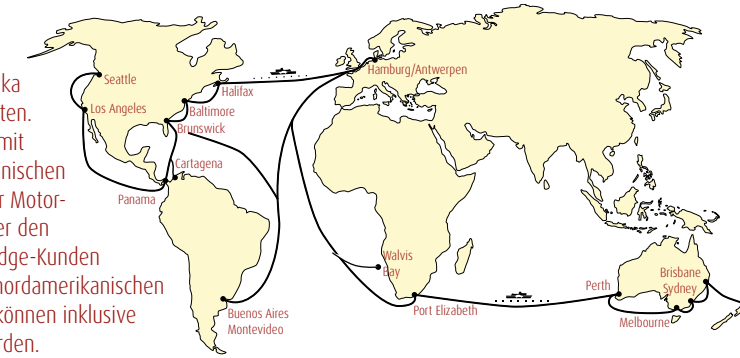 ka
ten.
mit
nischen
r Motor-
er den
dge-Kunden
nordamerikanischen
können inklusive
rden.
Seattle
Los Angeles
Halifax
Baltimore
Brunswick
Cartagena
Panama
Hamburg/Antwerpen
Walvis
Bay
Buenos Aires
Montevideo
Port Elizabeth
Perth
Brisbane
Sydney
Melbourne